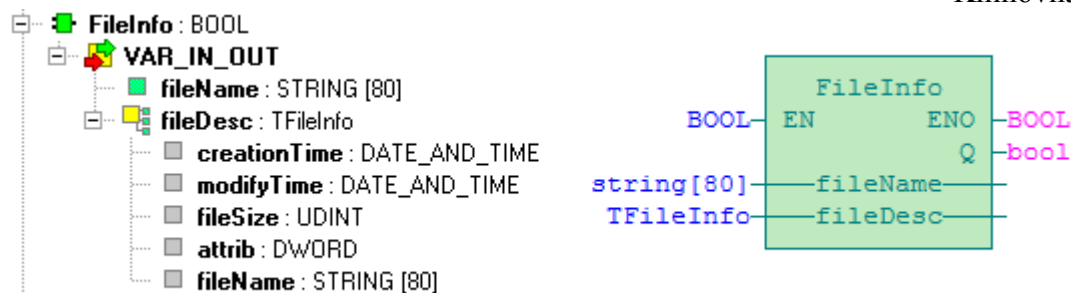 FileInfo : BOOL
VAR_IN_OUT
fileName : STRING [80]
fileDesc : TFileInfo
creationTime : DATE_AND_TIME
modifyTime : DATE_AND_TIME
fileSize : UDINT
attrib : DWORD
fileName : STRING [80]
FileInfo
BOOL EN ENO BOOL
Q bool
string[80] fileName
TFileInfo fileDesc